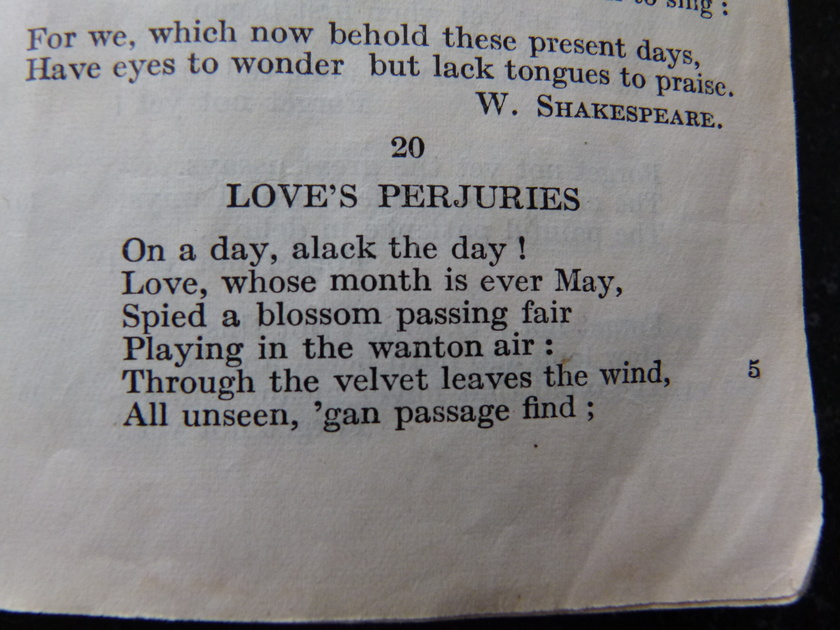 to sing :
For we, which now behold these present days,
Have eyes to wonder but lack tongues to praise.
W. SHAKESPEARE.
20
LOVE'S PERJURIES
On a day, alack the day !
Love, whose month is ever May,
Spied a blossom passing fair
Playing in the wanton air :
Through the velvet leaves the wind, 5
All unseen, 'gan passage find ;